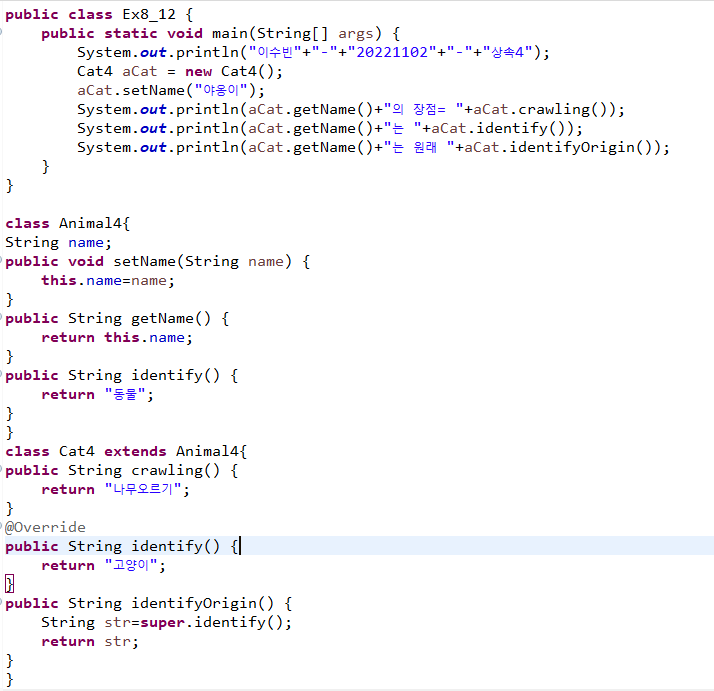 public class Ex8_12 {
    public static void main(String[] args) {
        System.out.println("이수빈"+"-"+"20221102"+"-"+"상속4");
        Cat4 aCat = new Cat4();
        aCat.setName("야옹이");
        System.out.println(aCat.getName()+"의 장점= "+aCat.crawling());
        System.out.println(aCat.getName()+"는 "+aCat.identify());
        System.out.println(aCat.getName()+"는 원래 "+aCat.identifyOrigin());
    }
}

class Animal4{
String name;
public void setName(String name) {
    this.name=name;
}
public String getName() {
    return this.name;
}
public String identify() {
    return "동물";
}
}
class Cat4 extends Animal4{
public String crawling() {
    return "나무오르기";
}
@Override
public String identify() {
    return "고양이";
}
public String identifyOrigin() {
    String str=super.identify();
    return str;
}
}